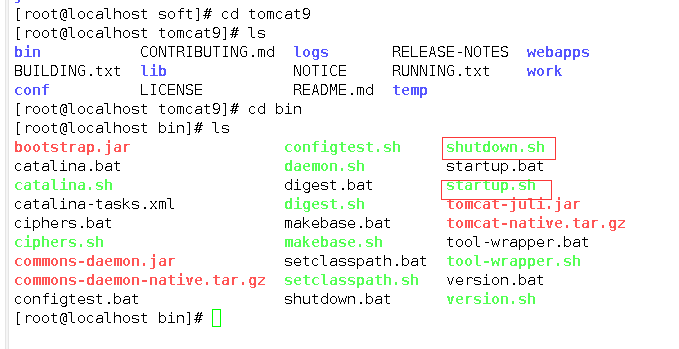 [root@localhost soft]# cd tomcat9
[root@localhost tomcat9]# ls
bin CONTRIBUTING.md logs RELEASE-NOTES webapps
BUILDING.txt lib NOTICE RUNNING.txt work
conf LICENSE README.md temp
[root@localhost tomcat9]# cd bin
[root@localhost bin]# ls
bootstrap.jar configtest.sh shutdown.sh
catalina.bat daemon.sh startup.bat
catalina.sh digest.bat startup.sh
catalina-tasks.xml digest.sh tomcat-juli.jar
ciphers.bat makebase.bat tomcat-native.tar.gz
ciphers.sh makebase.sh tool-wrapper.bat
commons-daemon.jar setclasspath.bat tool-wrapper.sh
commons-daemon-native.tar.gz setclasspath.sh version.bat
configtest.bat shutdown.bat version.sh
[root@localhost bin]#